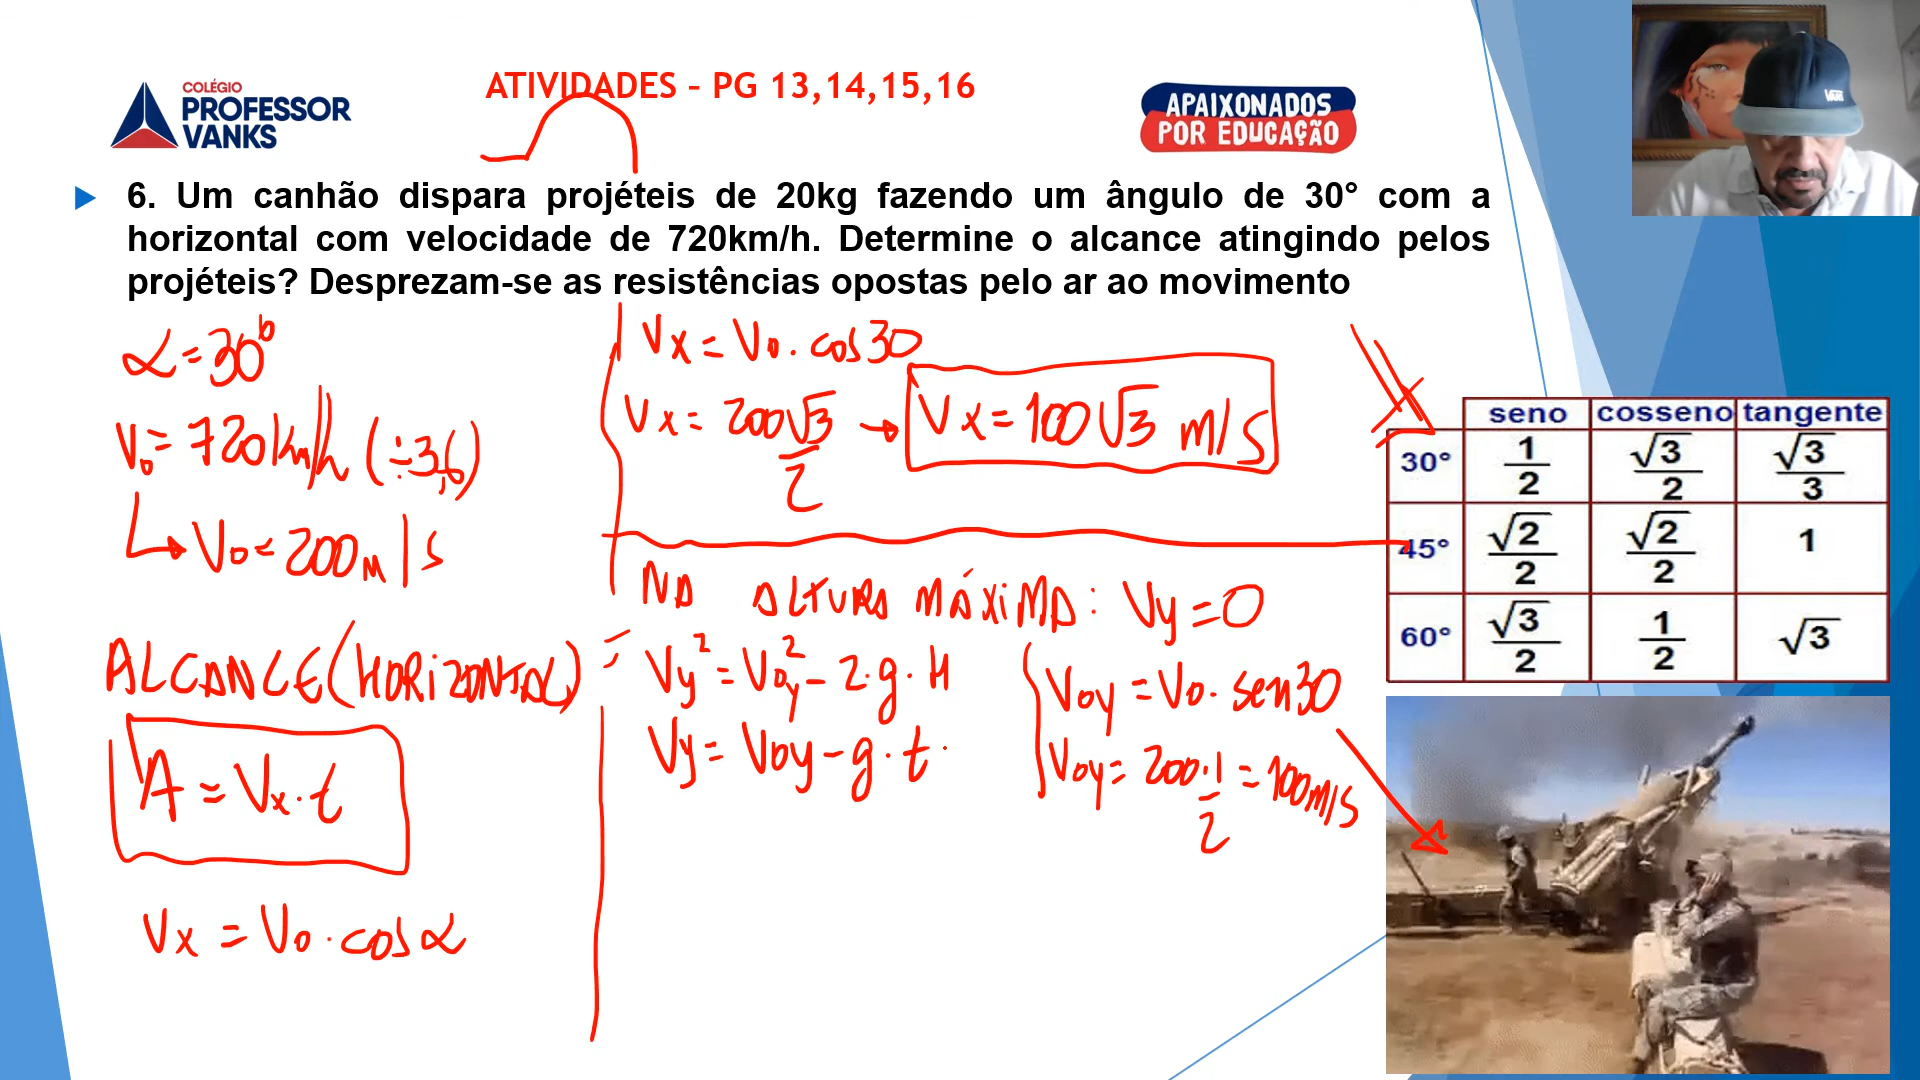 ATIVIDADES – PG 13,14,15,16
COLÉGIO
PROFESSOR
VANKS
APAIXONADOS
POR EDUCAÇÃO
VANS
6. Um canhão dispara projéteis de 20kg fazendo um ângulo de 30° com a
horizontal com velocidade de 720km/h. Determine o alcance atingindo pelos
projéteis? Desprezam-se as resistências opostas pelo ar ao movimento
α = 30°
V₀ = 720km/h (÷3,6)
V₀ = 200m/s
ALCANCE (HORIZONTAL) =
A = Vx . t
Vx = V₀ . cos α
Vx = V₀ . cos 30
Vx = 200√3/2 → Vx = 100√3 m/s
NA ALTURA MÁXIMA: Vy = 0
Vy² = V₀y² – 2 . g . H
Vy = V₀y – g . t
V₀y = V₀ . sen30
V₀y = 200 . 1/2 = 100m/s
seno cosseno tangente
30° 1/2 √3/2 √3/3
45° √2/2 √2/2 1
60° √3/2 1/2 √3